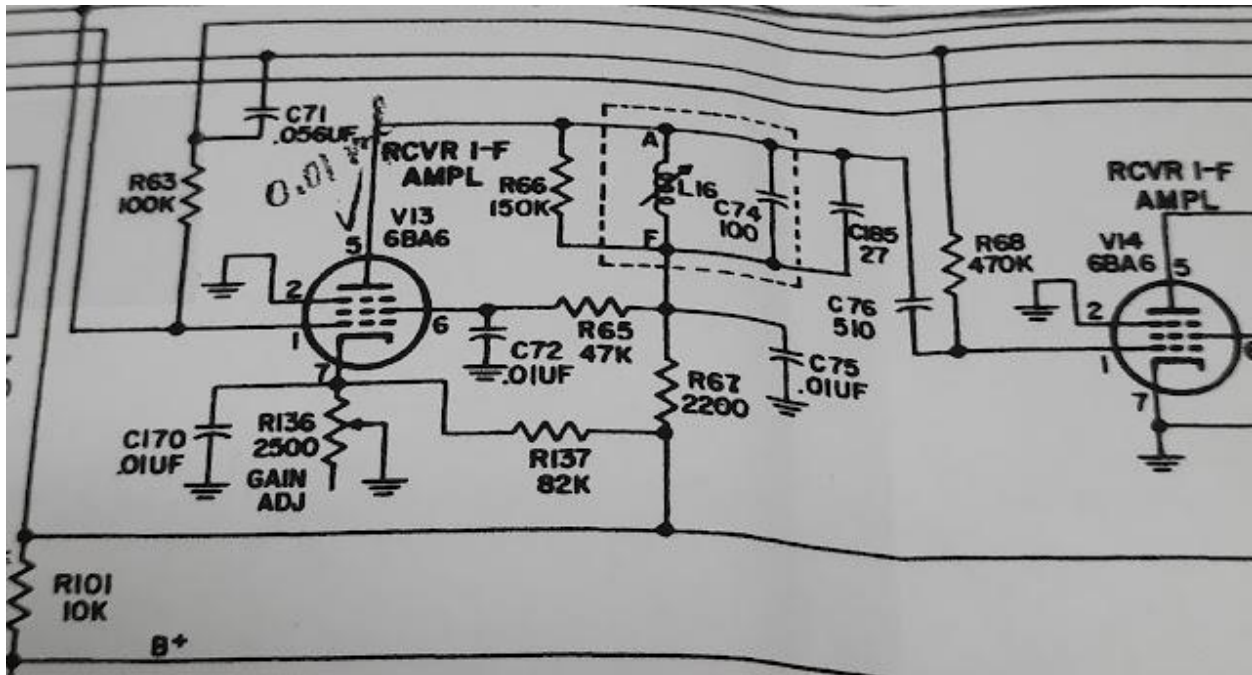 C71
.056UF
0.01
RCVR I-F
AMPL
V13
6BA6
5
R63
100K
R66
150K
A
L16
F
C74
100
C185
27
R68
470K
RCVR I-F
AMPL
V14
6BA6
5
2
1
6
7
C72
.01UF
R65
47K
C76
510
2
1
7
C170
.01UF
R136
2500
GAIN
ADJ
R137
82K
R67
2200
C75
.01UF
R101
10K
B+